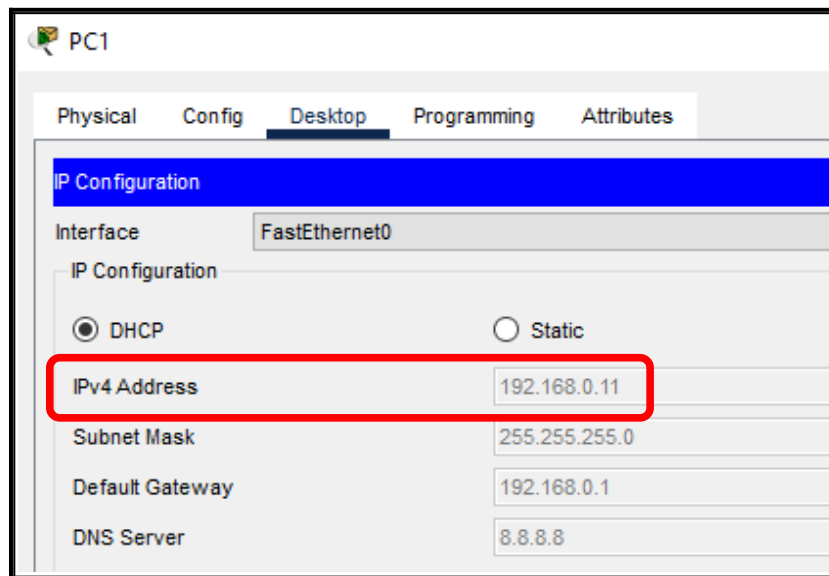 PC1
Physical Config Desktop Programming Attributes
IP Configuration
Interface FastEthernet0
IP Configuration
DHCP Static
IPv4 Address 192.168.0.11
Subnet Mask 255.255.255.0
Default Gateway 192.168.0.1
DNS Server 8.8.8.8